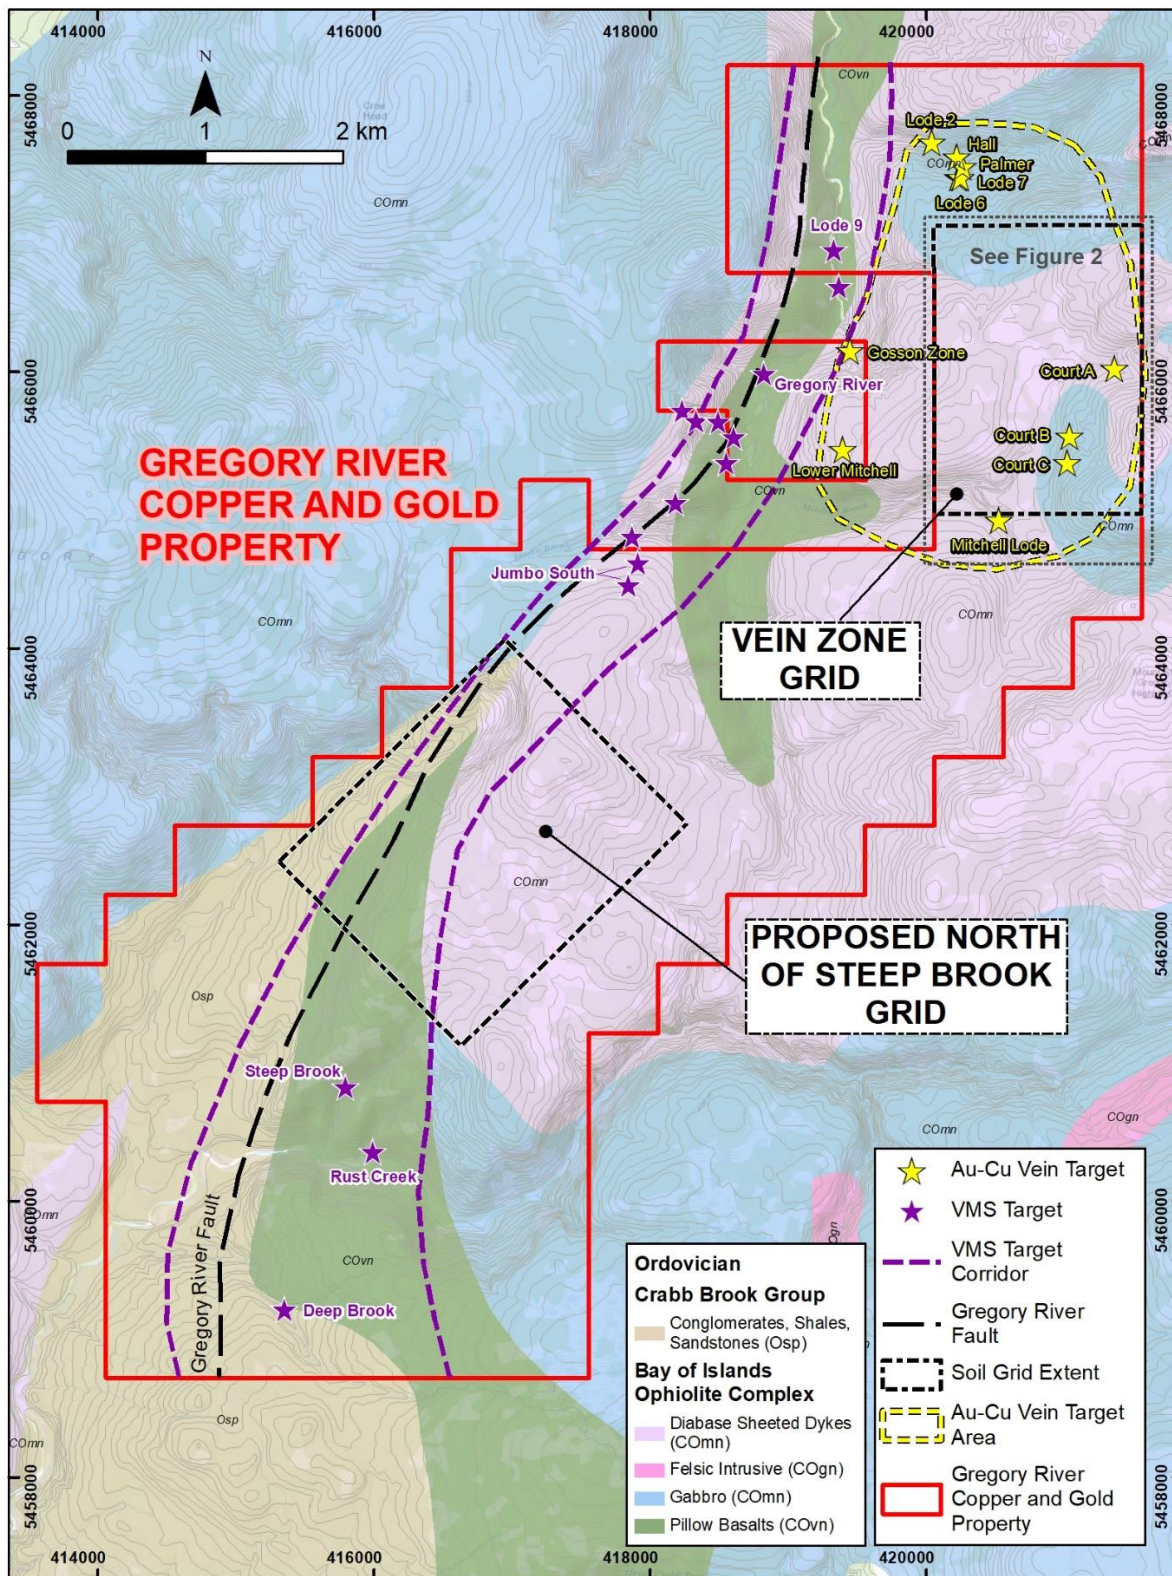 414000
416000
418000
420000
N
0 1 2 km
5468000
5468000
COvn
Lode 2
COmn
Hall
Palmer
Lode 7
Lode 6
COmn
COmn
Lode 9
See Figure 2
Gosson Zone
5466000
5466000
Gregory River
Court A
Court B
Court C
Lower Mitchell
GREGORY RIVER
COPPER AND GOLD
PROPERTY
COvn
Mitchell Lode
COmn
Jumbo South
COmn
COmn
VEIN ZONE
GRID
5464000
5464000
COmn
PROPOSED NORTH
OF STEEP BROOK
GRID
5462000
5462000
Osp
Steep Brook
Rust Creek
COgn
COmn
COmn
Ogn
5460000
5460000
Gregory River Fault
COvn
Deep Brook
Osp
COmn
5458000
5458000
Ordovician
Crabb Brook Group
Conglomerates, Shales,
Sandstones (Osp)
Bay of Islands
Ophiolite Complex
Diabase Sheeted Dykes
(COmn)
Felsic Intrusive (COgn)
Gabbro (COmn)
Pillow Basalts (COvn)
Au-Cu Vein Target
VMS Target
VMS Target
Corridor
Gregory River
Fault
Soil Grid Extent
Au-Cu Vein Target
Area
Gregory River
Copper and Gold
Property
414000
416000
418000
420000